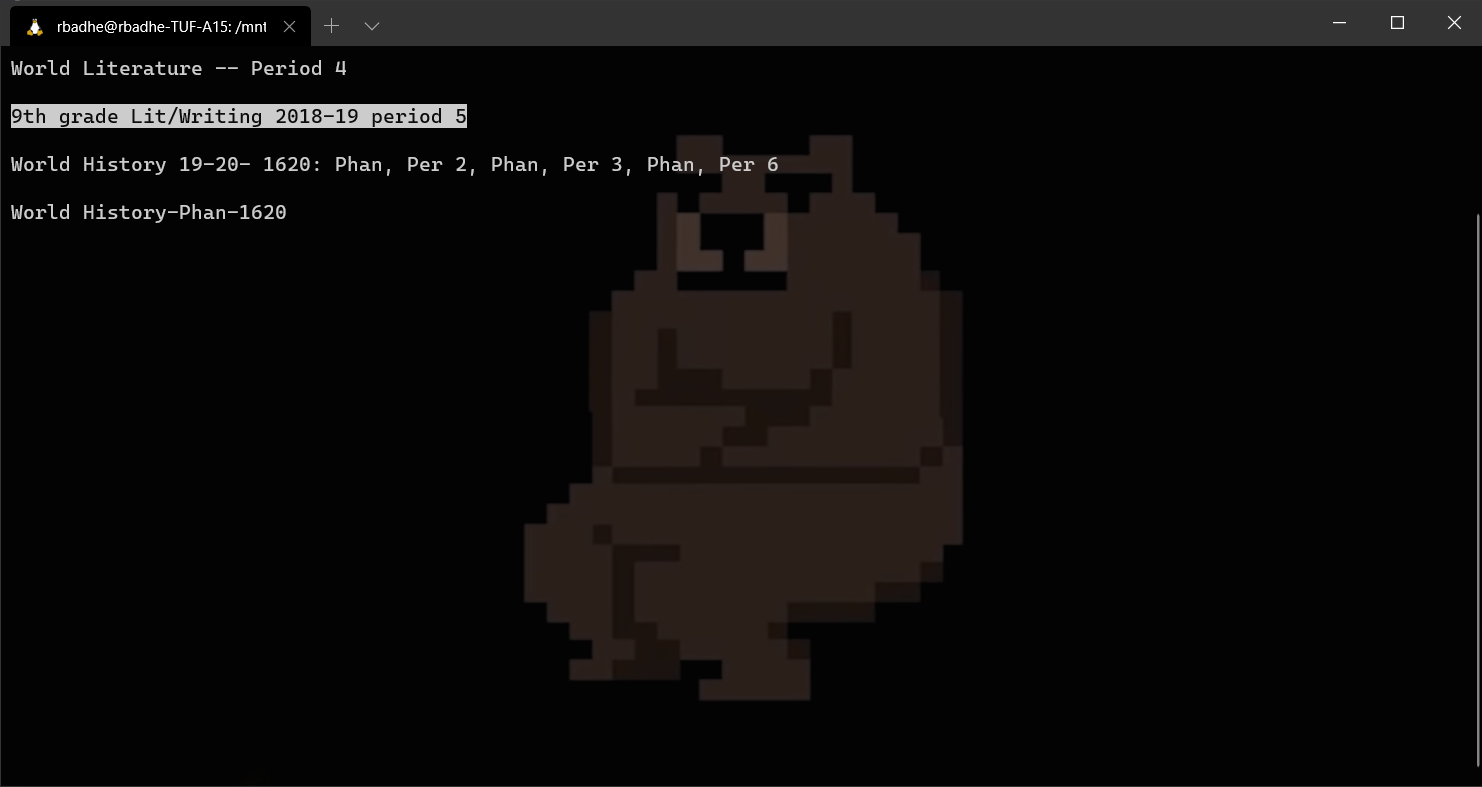 rbadhe@rbadhe-TUF-A15: /mnt
World Literature -- Period 4
9th grade Lit/Writing 2018-19 period 5
World History 19-20- 1620: Phan, Per 2, Phan, Per 3, Phan, Per 6
World History-Phan-1620